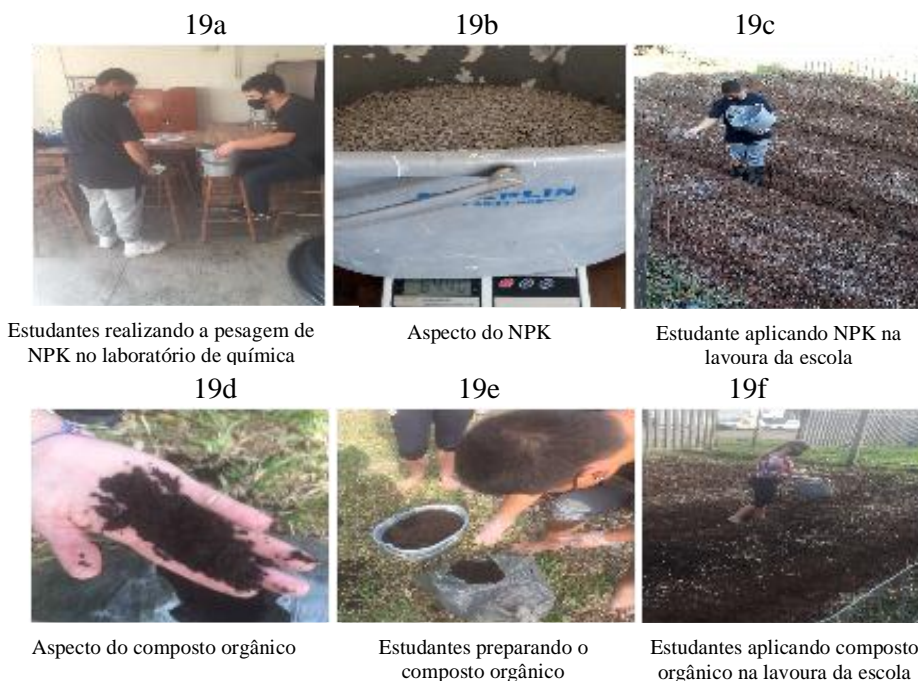 19a
19b
19c
Estudantes realizando a pesagem de
NPK no laboratório de química
Aspecto do NPK
Estudante aplicando NPK na
lavoura da escola
19d
19e
19f
Aspecto do composto orgânico
Estudantes preparando o
composto orgânico
Estudantes aplicando composto
orgânico na lavoura da escola